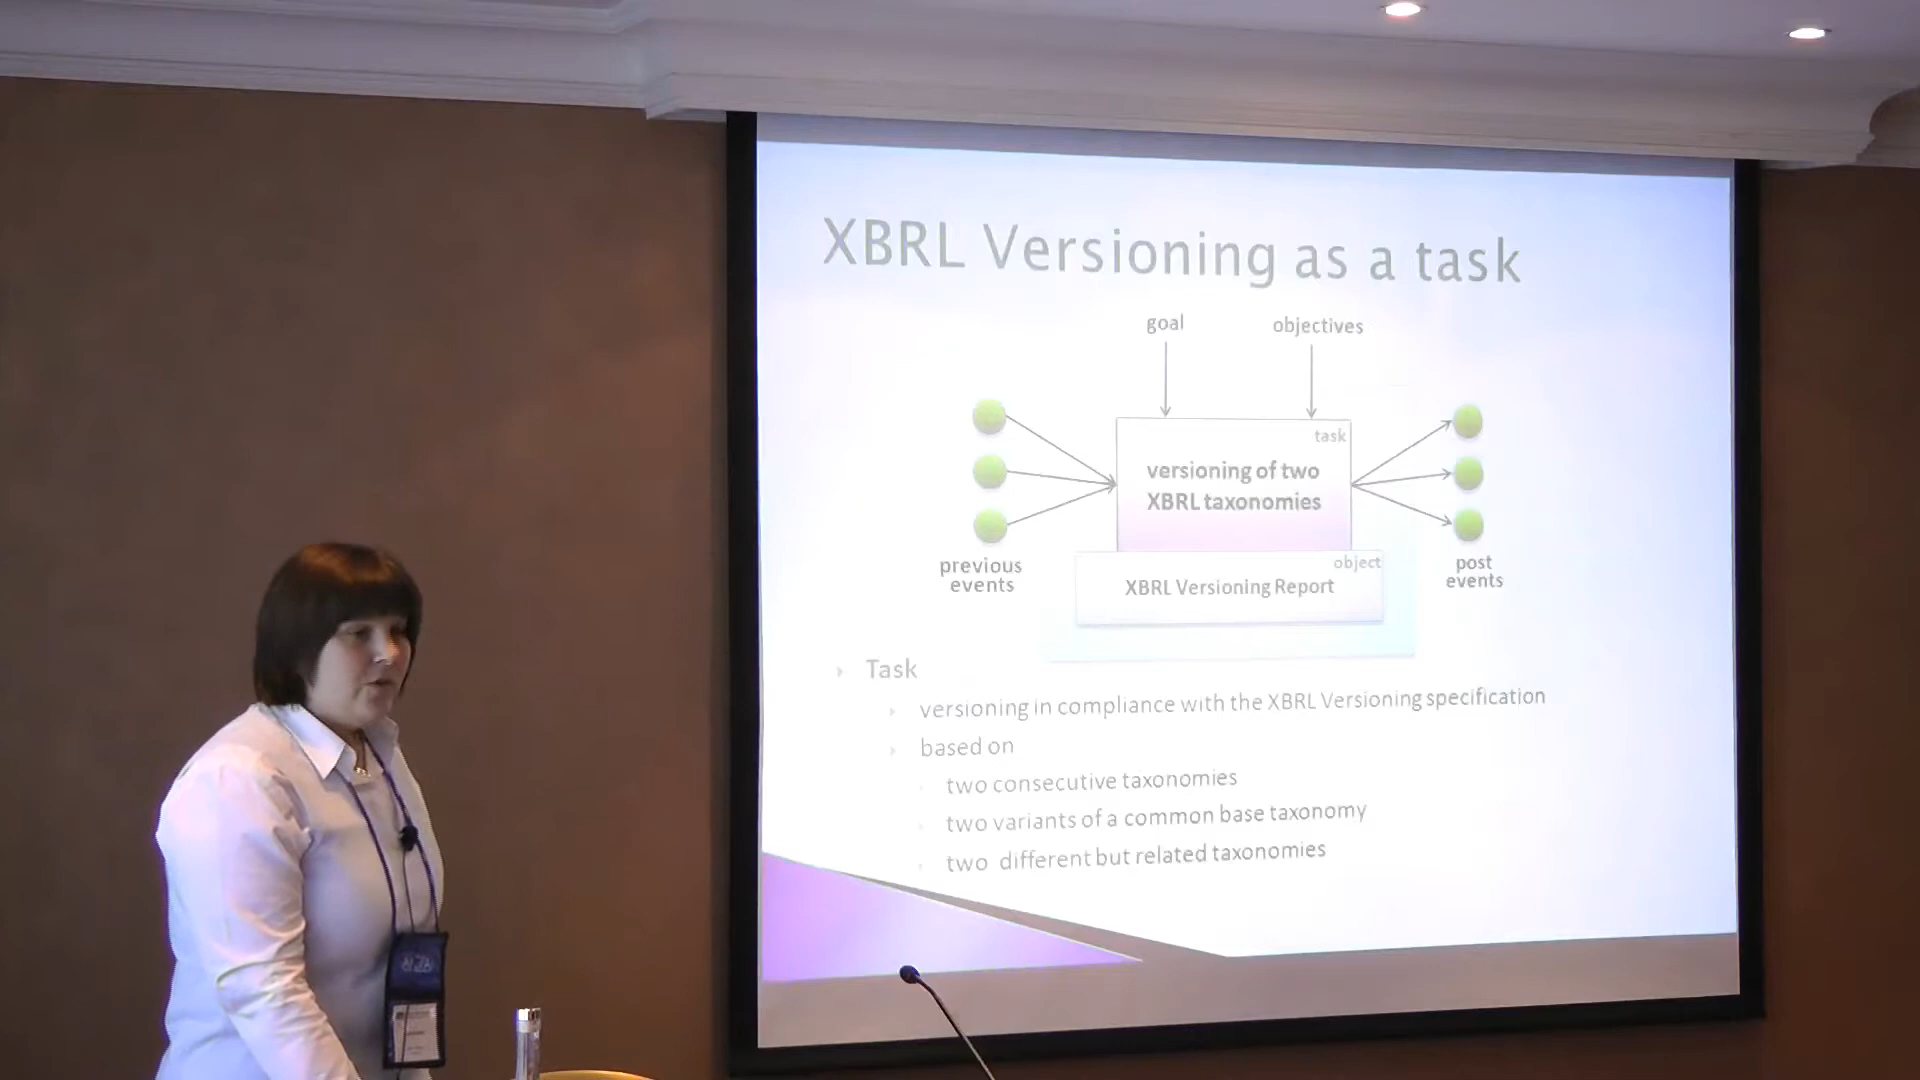 XBRL Versioning as a task
goal
objectives
task
versioning of two
XBRL taxonomies
object
XBRL Versioning Report
previous
events
post
events
Task
versioning in compliance with the XBRL Versioning specification
based on
two consecutive taxonomies
two variants of a common base taxonomy
two different but related taxonomies